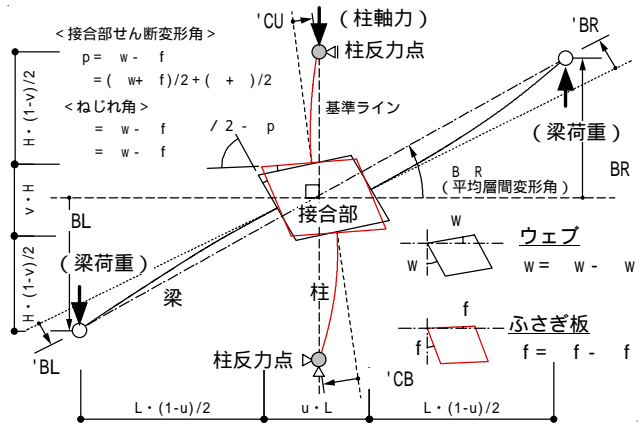 <接合部せん断変形角>
p= w- f
=( w+ f)/2+( + )/2
<ねじれ角>
= w- f
= w- f
/2- p
'CU
(柱軸力)
柱反力点
基準ライン
'BR
(梁荷重)
BR
B R
(平均層間変形角)
H・(1-v)/2
v・H
H・(1-v)/2
BL
(梁荷重)
'BL
梁
接合部
柱
柱反力点
'CB
w
w
ウェブ
w= w- w
f
f
ふさぎ板
f= f- f
L・(1-u)/2
u・L
L・(1-u)/2